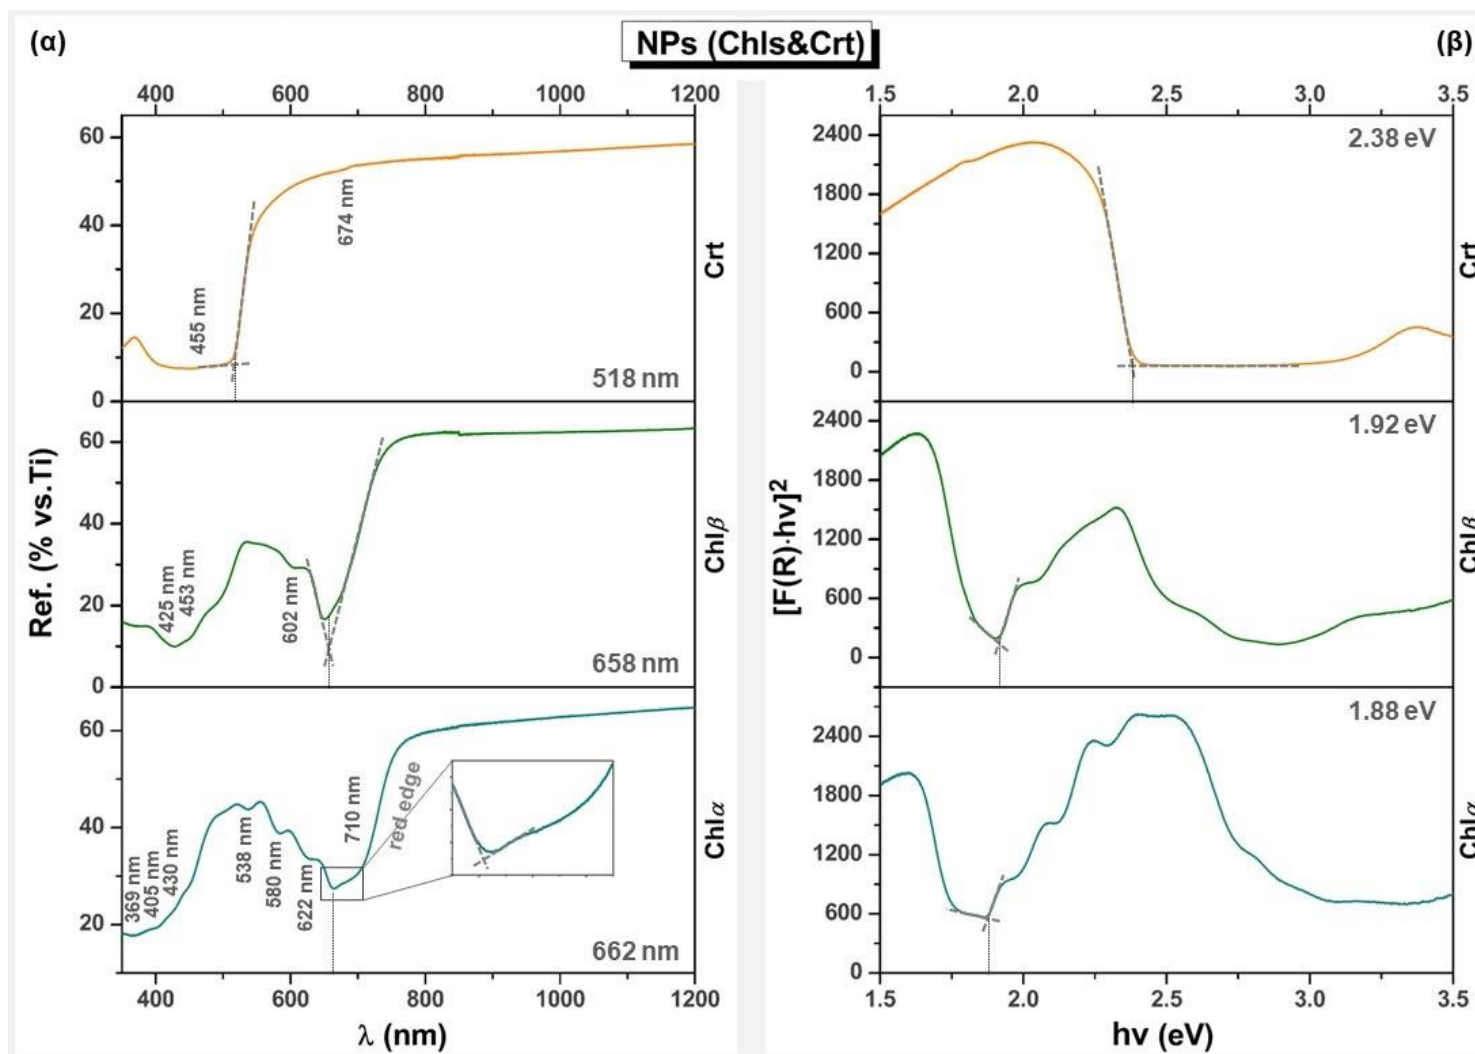 (α)
NPs (Chls&Crt)
(β)
400 600 800 1000 1200
60
40
20
0
455 nm
674 nm
518 nm
Crt
60
40
20
0
425 nm
453 nm
602 nm
658 nm
Chlβ
60
40
20
369 nm
405 nm
430 nm
538 nm
580 nm
622 nm
710 nm
red edge
662 nm
Chlα
400 600 800 1000 1200
λ (nm)
Ref. (% vs.Ti)
1.5 2.0 2.5 3.0 3.5
2400
1800
1200
600
0
2.38 eV
Crt
2400
1800
1200
600
0
1.92 eV
Chlβ
2400
1800
1200
600
0
1.88 eV
Chlα
1.5 2.0 2.5 3.0 3.5
hν (eV)
[F(R)·hν]²